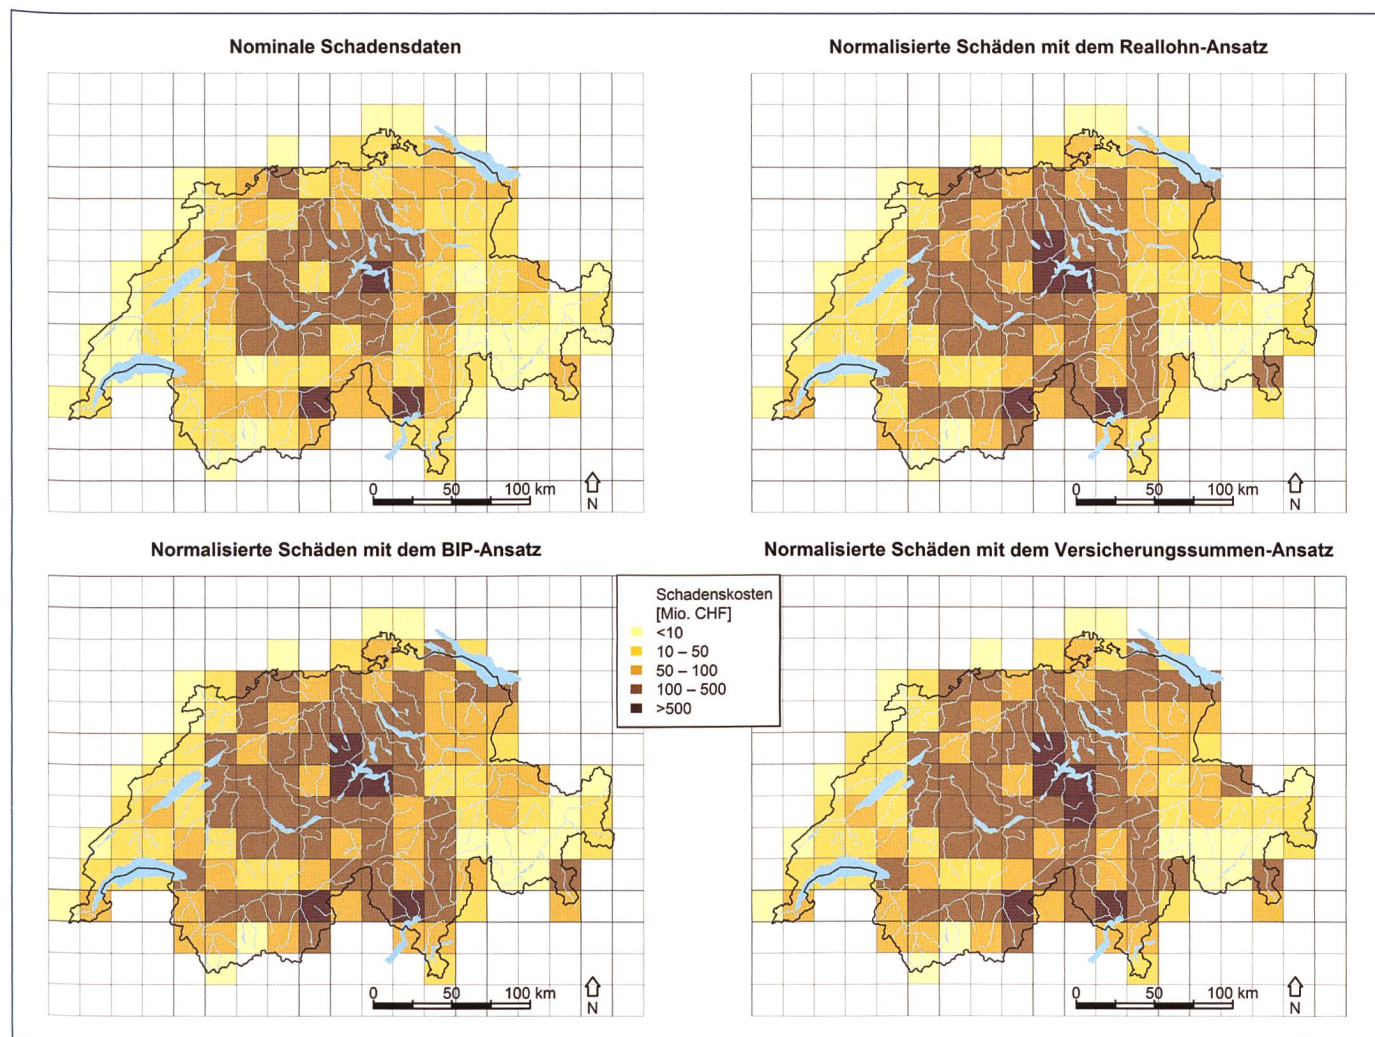 Nominale Schadensdaten
Normalisierte Schäden mit dem Reallohn-Ansatz
0 50 100 km
N
0 50 100 km
N
Normalisierte Schäden mit dem BIP-Ansatz
Normalisierte Schäden mit dem Versicherungssummen-Ansatz
Schadenskosten
[Mio. CHF]
<10
10 – 50
50 – 100
100 – 500
>500
0 50 100 km
N
0 50 100 km
N